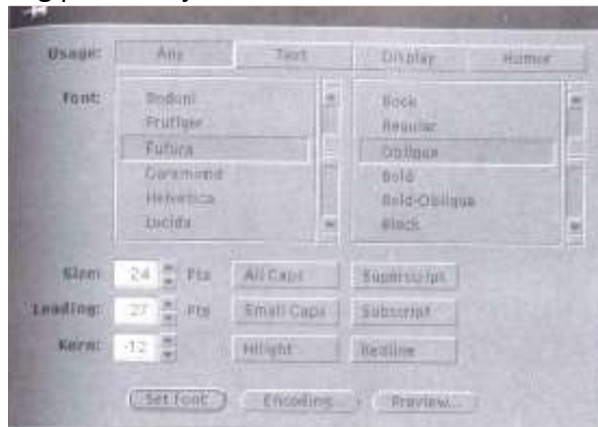 Usage: Any Text Display Humor
Font: Bodoni Book
Frutiger Regular
Futura Oblique
Garamond Bold
Helvetica Bold-Oblique
Lucida Black
Size: 24 Pts All Caps Superscript
Leading: 27 Pts Small Caps Subscript
Kern: -12 Hilight Redline
Set Font Encoding... Preview...